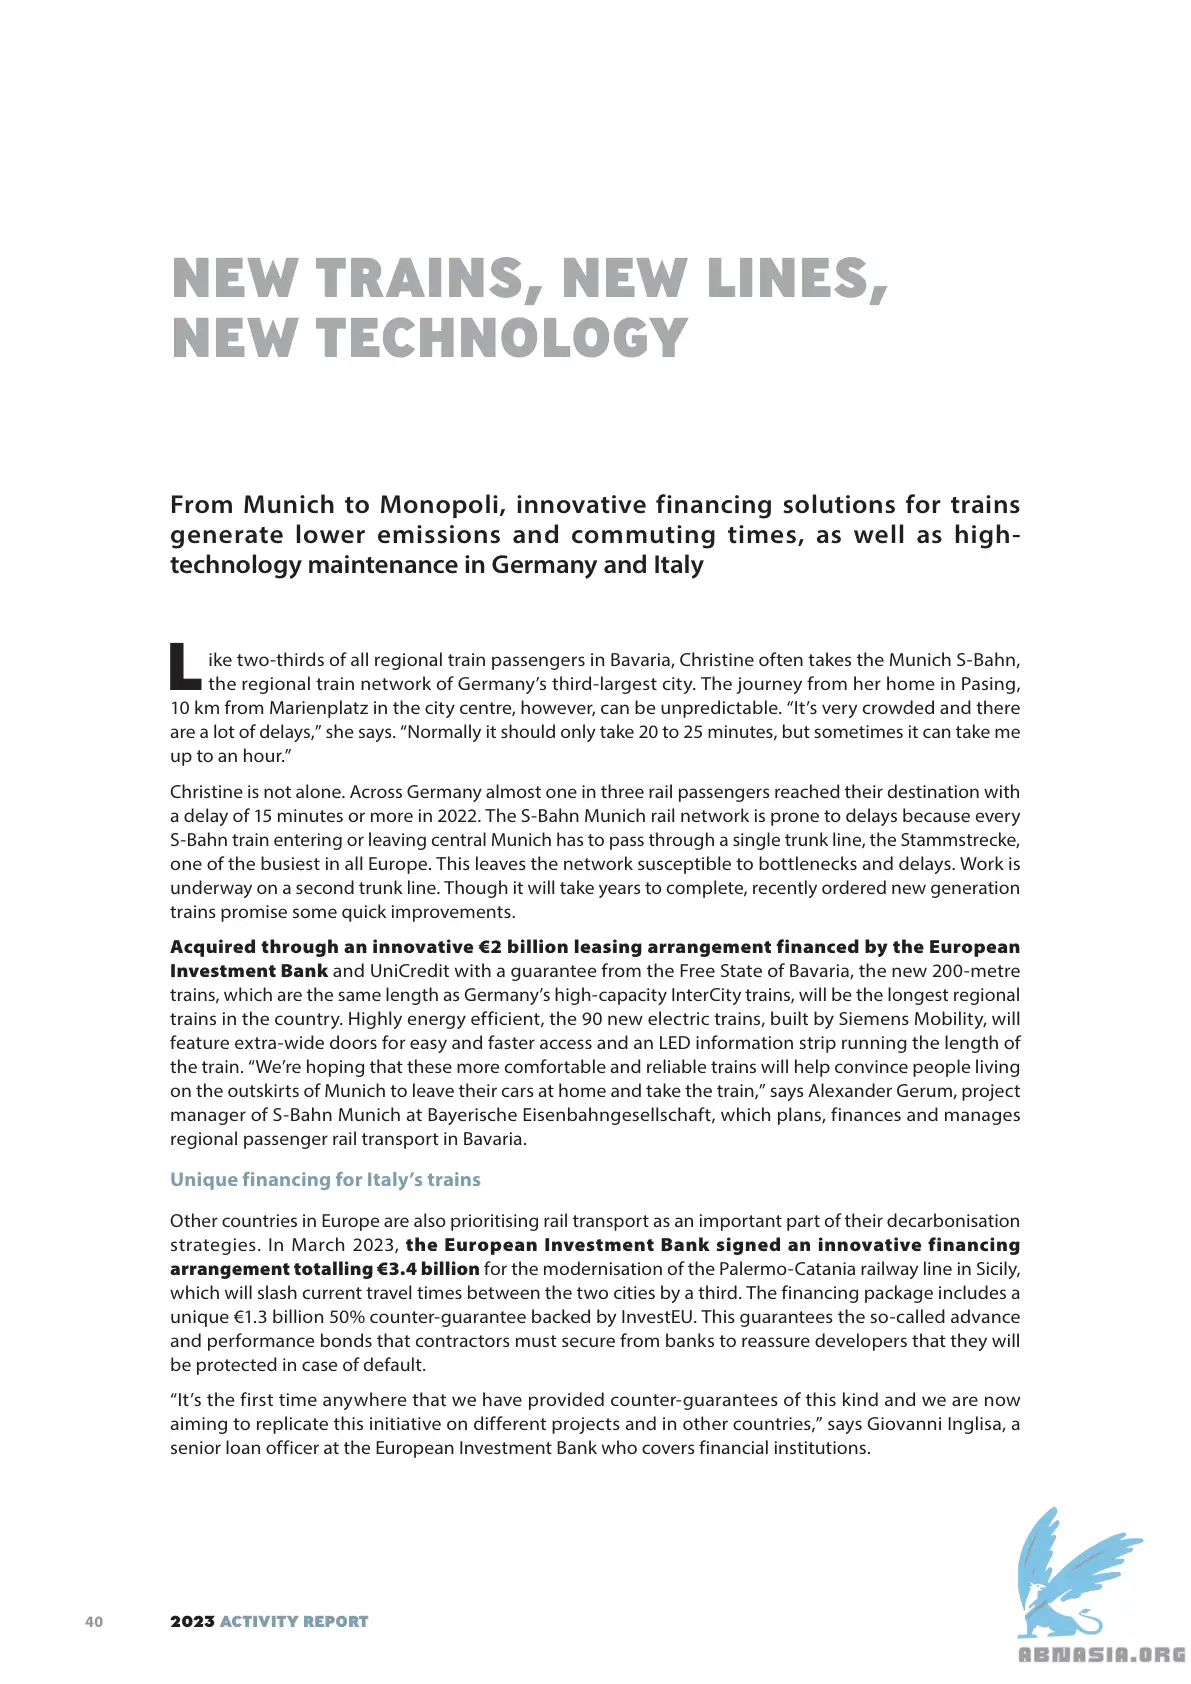 NEW TRAINS, NEW LINES,
NEW TECHNOLOGY
From Munich to Monopoli, innovative financing solutions for trains
generate lower emissions and commuting times, as well as high-
technology maintenance in Germany and Italy
Like two-thirds of all regional train passengers in Bavaria, Christine often takes the Munich S-Bahn,
the regional train network of Germany’s third-largest city. The journey from her home in Pasing,
10 km from Marienplatz in the city centre, however, can be unpredictable. “It’s very crowded and there
are a lot of delays,” she says. “Normally it should only take 20 to 25 minutes, but sometimes it can take me
up to an hour.”
Christine is not alone. Across Germany almost one in three rail passengers reached their destination with
a delay of 15 minutes or more in 2022. The S-Bahn Munich rail network is prone to delays because every
S-Bahn train entering or leaving central Munich has to pass through a single trunk line, the Stammstrecke,
one of the busiest in all Europe. This leaves the network susceptible to bottlenecks and delays. Work is
underway on a second trunk line. Though it will take years to complete, recently ordered new generation
trains promise some quick improvements.
Acquired through an innovative €2 billion leasing arrangement financed by the European
Investment Bank and UniCredit with a guarantee from the Free State of Bavaria, the new 200-metre
trains, which are the same length as Germany’s high-capacity InterCity trains, will be the longest regional
trains in the country. Highly energy efficient, the 90 new electric trains, built by Siemens Mobility, will
feature extra-wide doors for easy and faster access and an LED information strip running the length of
the train. “We’re hoping that these more comfortable and reliable trains will help convince people living
on the outskirts of Munich to leave their cars at home and take the train,” says Alexander Gerum, project
manager of S-Bahn Munich at Bayerische Eisenbahngesellschaft, which plans, finances and manages
regional passenger rail transport in Bavaria.
Unique financing for Italy’s trains
Other countries in Europe are also prioritising rail transport as an important part of their decarbonisation
strategies. In March 2023, the European Investment Bank signed an innovative financing
arrangement totalling €3.4 billion for the modernisation of the Palermo-Catania railway line in Sicily,
which will slash current travel times between the two cities by a third. The financing package includes a
unique €1.3 billion 50% counter-guarantee backed by InvestEU. This guarantees the so-called advance
and performance bonds that contractors must secure from banks to reassure developers that they will
be protected in case of default.
“It’s the first time anywhere that we have provided counter-guarantees of this kind and we are now
aiming to replicate this initiative on different projects and in other countries,” says Giovanni Inglisa, a
senior loan officer at the European Investment Bank who covers financial institutions.
40 2023 ACTIVITY REPORT
ABNASIA.ORG